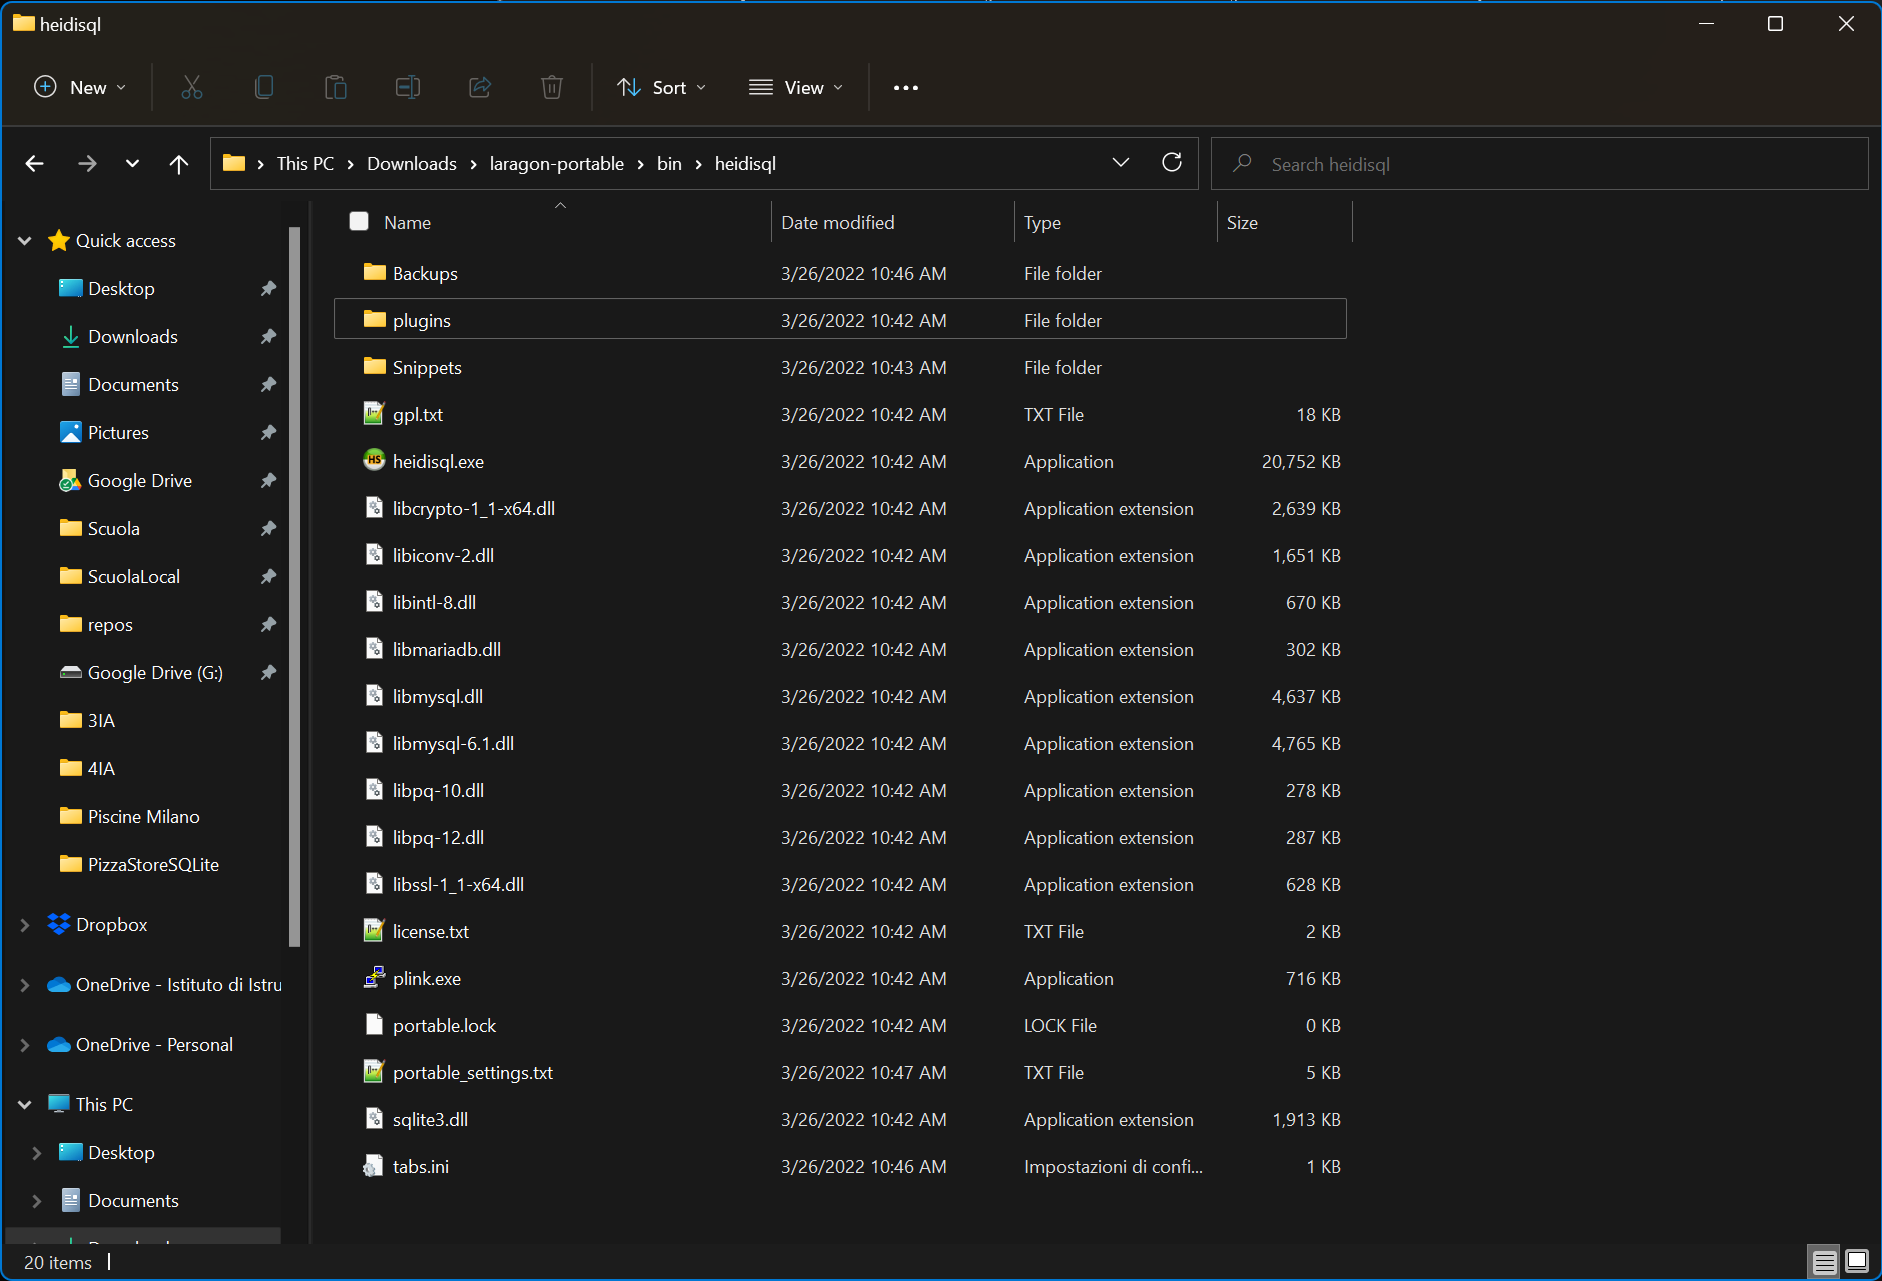 heidisql
New Sort View
This PC Downloads laragon-portable bin heidisql
Search heidisql
Name Date modified Type Size
Quick access
Desktop
Downloads
Documents
Pictures
Google Drive
Scuola
ScuolaLocal
repos
Google Drive (G:)
3IA
4IA
Piscine Milano
PizzaStoreSQLite
Dropbox
OneDrive - Istituto di Istru
OneDrive - Personal
This PC
Desktop
Documents
Backups 3/26/2022 10:46 AM File folder
plugins 3/26/2022 10:42 AM File folder
Snippets 3/26/2022 10:43 AM File folder
gpl.txt 3/26/2022 10:42 AM TXT File 18 KB
HS
heidisql.exe 3/26/2022 10:42 AM Application 20,752 KB
libcrypto-1_1-x64.dll 3/26/2022 10:42 AM Application extension 2,639 KB
libiconv-2.dll 3/26/2022 10:42 AM Application extension 1,651 KB
libintl-8.dll 3/26/2022 10:42 AM Application extension 670 KB
libmariadb.dll 3/26/2022 10:42 AM Application extension 302 KB
libmysql.dll 3/26/2022 10:42 AM Application extension 4,637 KB
libmysql-6.1.dll 3/26/2022 10:42 AM Application extension 4,765 KB
libpq-10.dll 3/26/2022 10:42 AM Application extension 278 KB
libpq-12.dll 3/26/2022 10:42 AM Application extension 287 KB
libssl-1_1-x64.dll 3/26/2022 10:42 AM Application extension 628 KB
license.txt 3/26/2022 10:42 AM TXT File 2 KB
plink.exe 3/26/2022 10:42 AM Application 716 KB
portable.lock 3/26/2022 10:42 AM LOCK File 0 KB
portable_settings.txt 3/26/2022 10:47 AM TXT File 5 KB
sqlite3.dll 3/26/2022 10:42 AM Application extension 1,913 KB
tabs.ini 3/26/2022 10:46 AM Impostazioni di confi... 1 KB
20 items